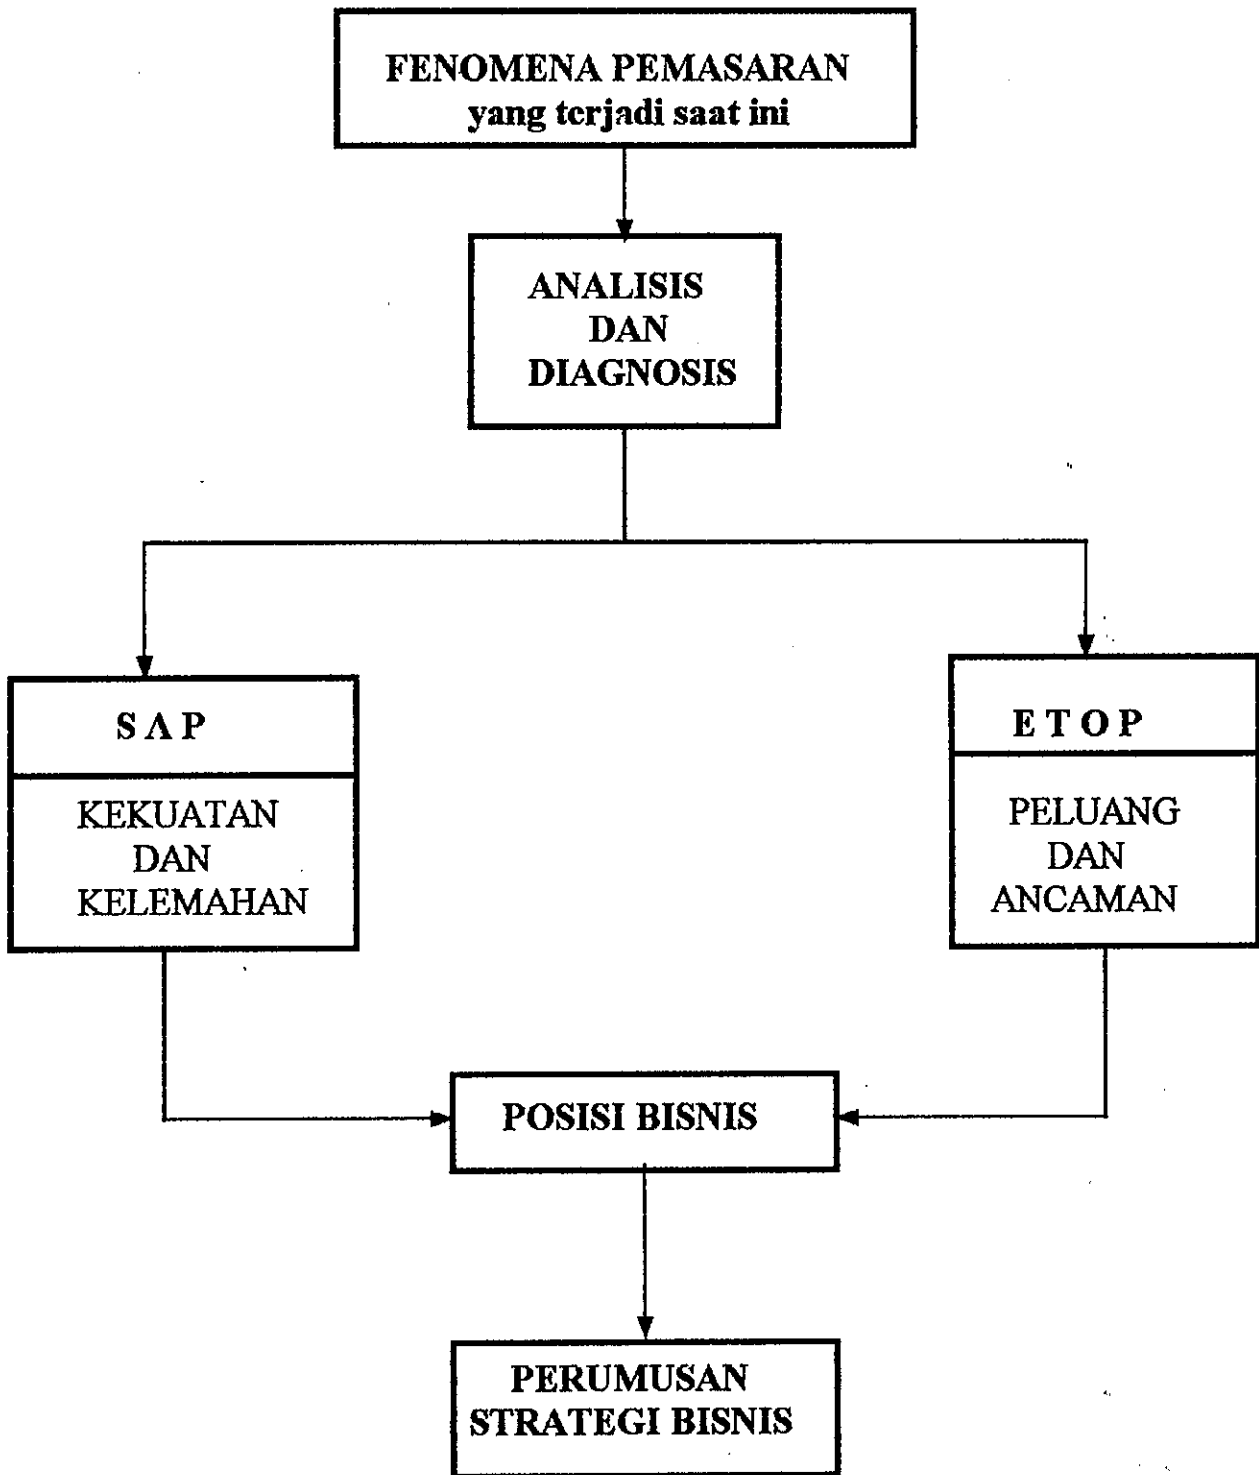 FENOMENA PEMASARAN
yang terjadi saat ini
ANALISIS
DAN
DIAGNOSIS
S A P
KEKUATAN
DAN
KELEMAHAN
E T O P
PELUANG
DAN
ANCAMAN
POSISI BISNIS
PERUMUSAN
STRATEGI BISNIS